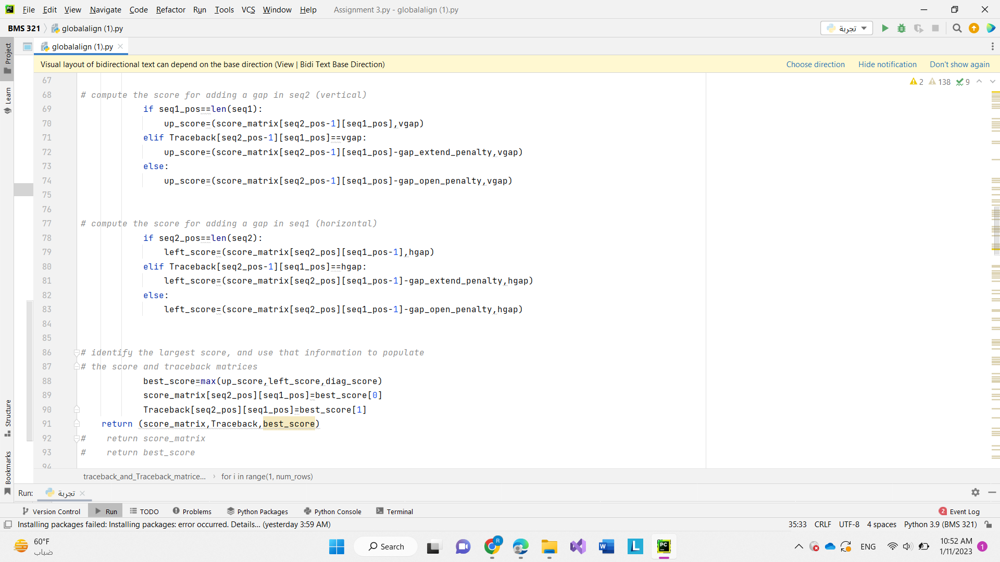 File Edit View Navigate Code Refactor Run Tools VCS Window Help Assignment 3.py - globalalign (1).py
BMS 321 globalalign (1).py تجربة
globalalign (1).py
Visual layout of bidirectional text can depend on the base direction (View | Bidi Text Base Direction) Choose direction Hide notification Don't show again
2 138 9
67
68 # compute the score for adding a gap in seq2 (vertical)
69 if seq1_pos==len(seq1):
70 up_score=(score_matrix[seq2_pos-1][seq1_pos],vgap)
71 elif Traceback[seq2_pos-1][seq1_pos]==vgap:
72 up_score=(score_matrix[seq2_pos-1][seq1_pos]-gap_extend_penalty,vgap)
73 else:
74 up_score=(score_matrix[seq2_pos-1][seq1_pos]-gap_open_penalty,vgap)
75
76
77 # compute the score for adding a gap in seq1 (horizontal)
78 if seq2_pos==len(seq2):
79 left_score=(score_matrix[seq2_pos][seq1_pos-1],hgap)
80 elif Traceback[seq2_pos-1][seq1_pos]==hgap:
81 left_score=(score_matrix[seq2_pos][seq1_pos-1]-gap_extend_penalty,hgap)
82 else:
83 left_score=(score_matrix[seq2_pos][seq1_pos-1]-gap_open_penalty,hgap)
84
85
86 # identify the largest score, and use that information to populate
87 # the score and traceback matrices
88 best_score=max(up_score,left_score,diag_score)
89 score_matrix[seq2_pos][seq1_pos]=best_score[0]
90 Traceback[seq2_pos][seq1_pos]=best_score[1]
91 return (score_matrix,Traceback,best_score)
92 # return score_matrix
93 # return best_score
94
Project
Learn
Structure
Bookmarks
traceback_and_Traceback_matrice... › for i in range(1, num_rows)
Run: تجربة
Version Control Run TODO Problems Python Packages Python Console Terminal 2 Event Log
Installing packages failed: Installing packages: error occurred. Details... (yesterday 3:59 AM) 35:33 CRLF UTF-8 4 spaces Python 3.9 (BMS 321)
60°F
ضباب
Search
R
W
L
PC
ENG
10:52 AM
1/11/2023
1